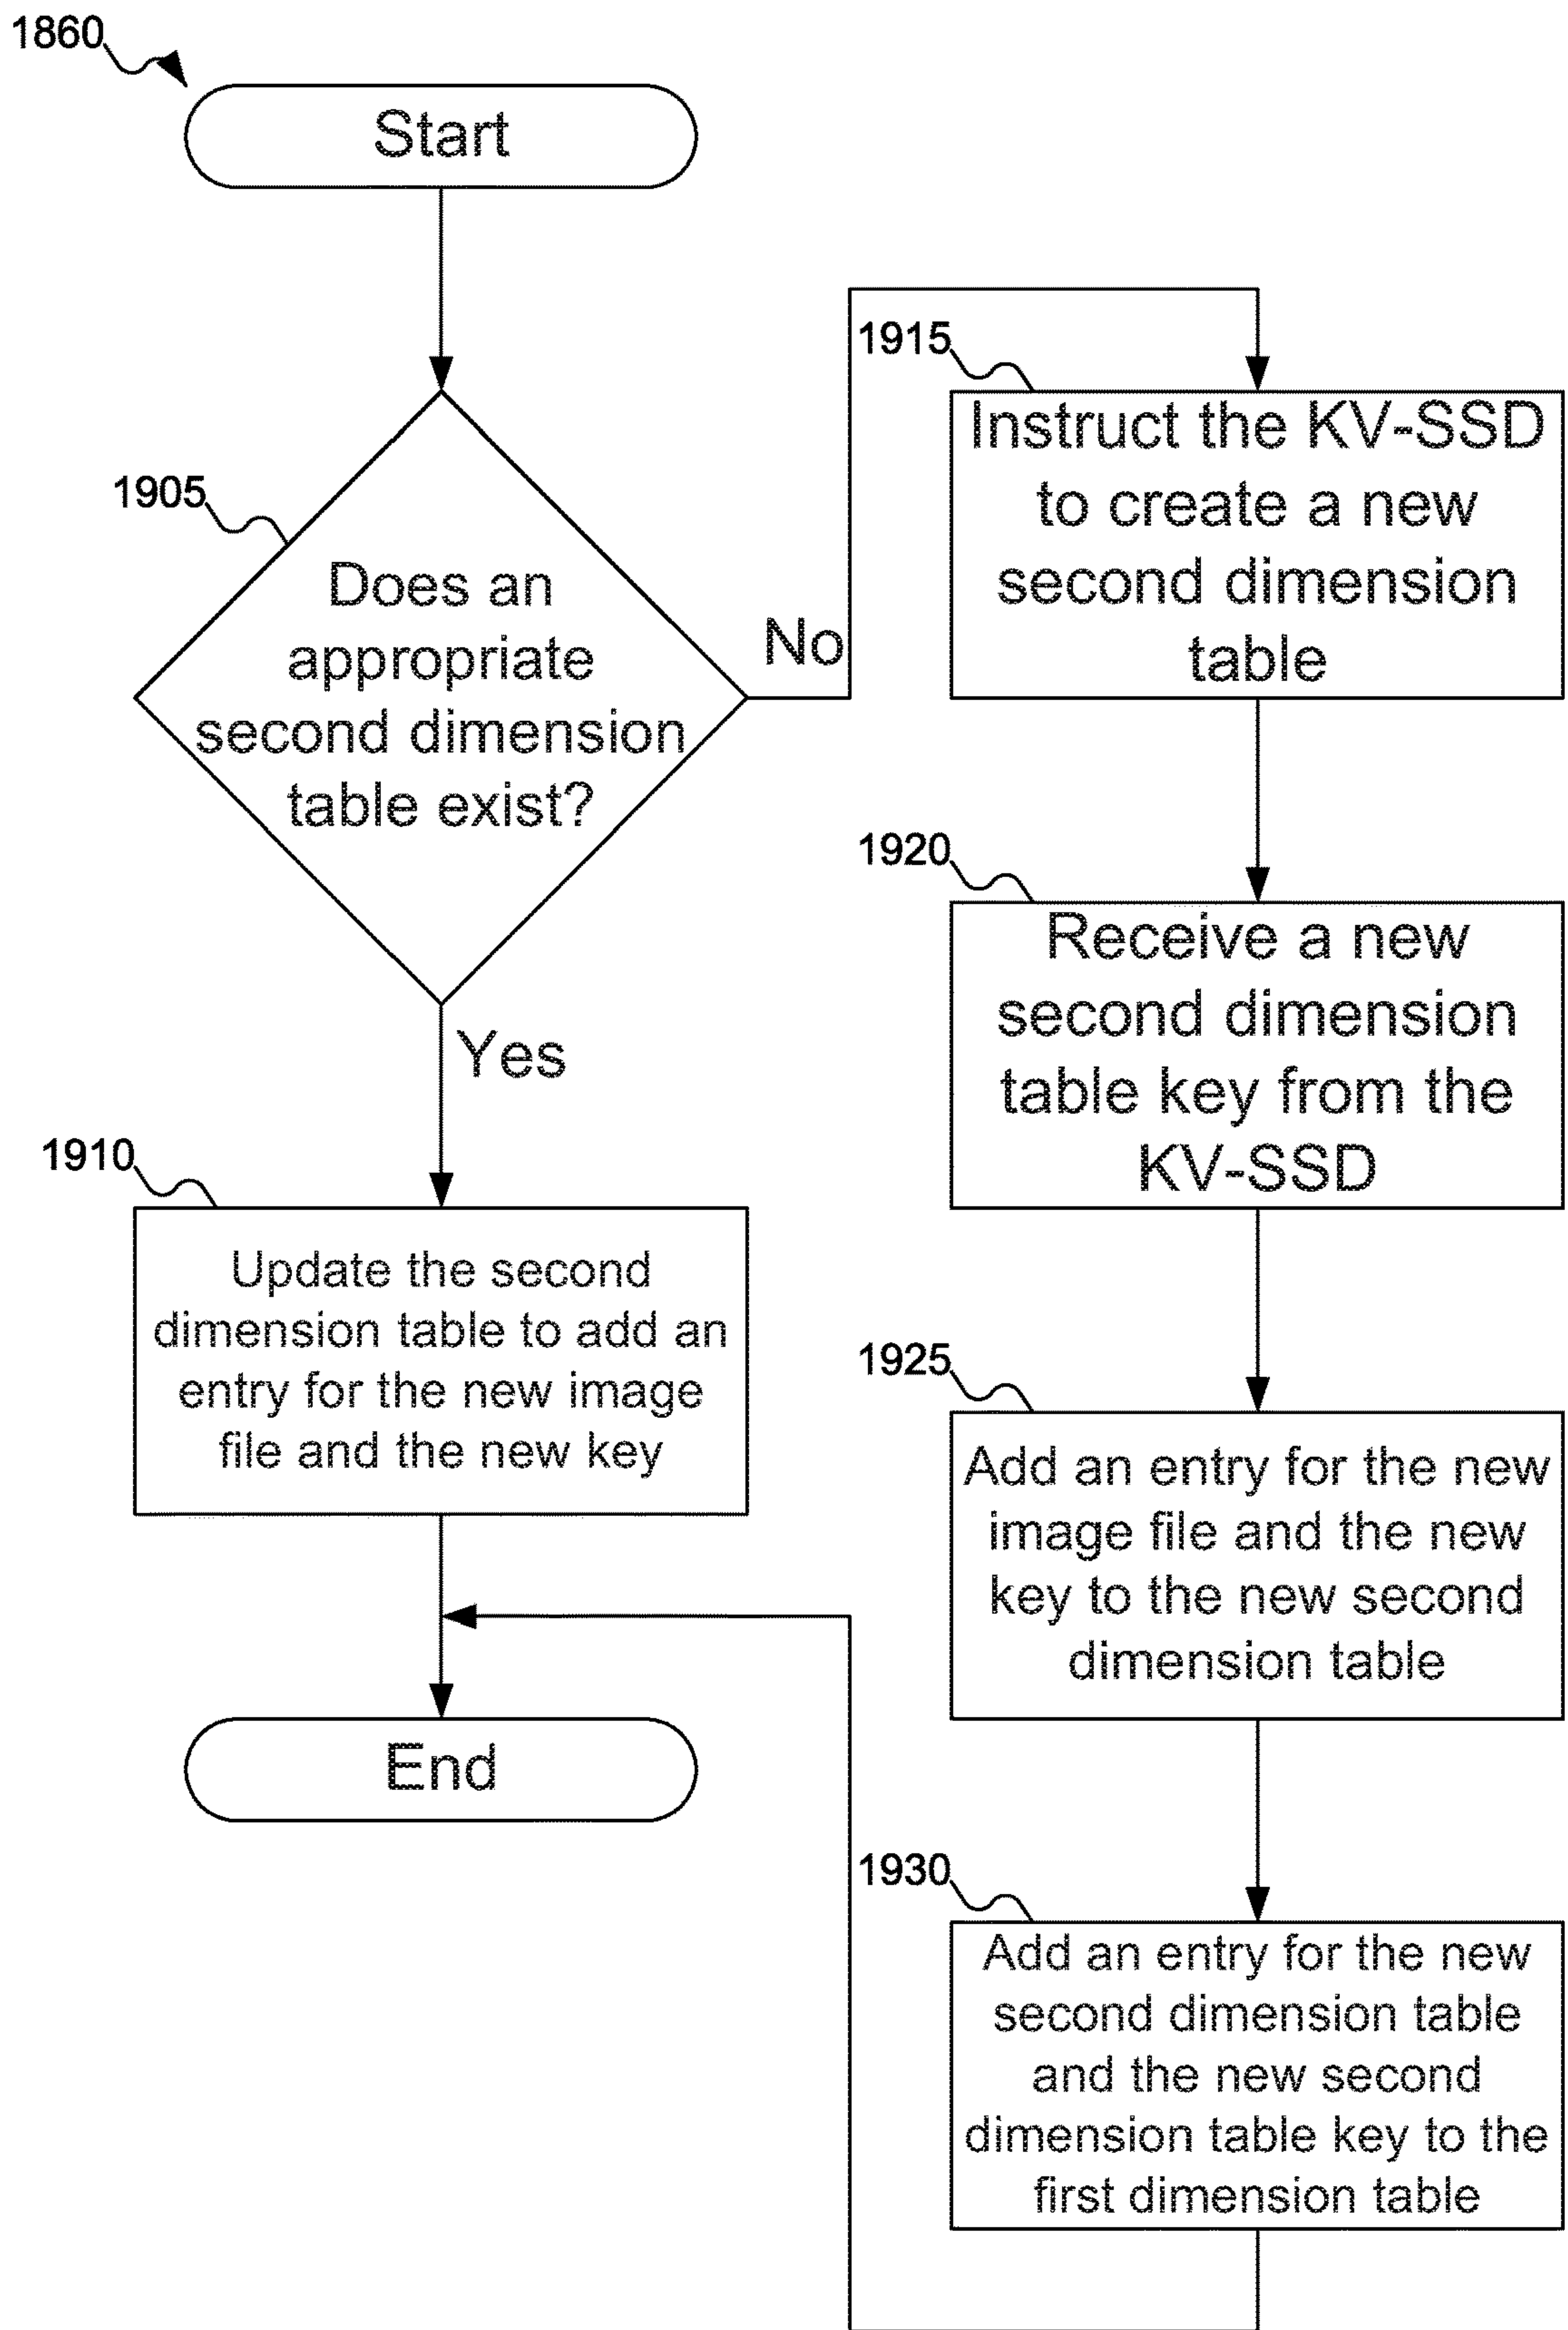 1860
Start
1905
Does an
appropriate
second dimension
table exist?
No
Yes
1910
Update the second
dimension table to add an
entry for the new image
file and the new key
End
1915
Instruct the KV-SSD
to create a new
second dimension
table
1920
Receive a new
second dimension
table key from the
KV-SSD
1925
Add an entry for the new
image file and the new
key to the new second
dimension table
1930
Add an entry for the new
second dimension table
and the new second
dimension table key to the
first dimension table